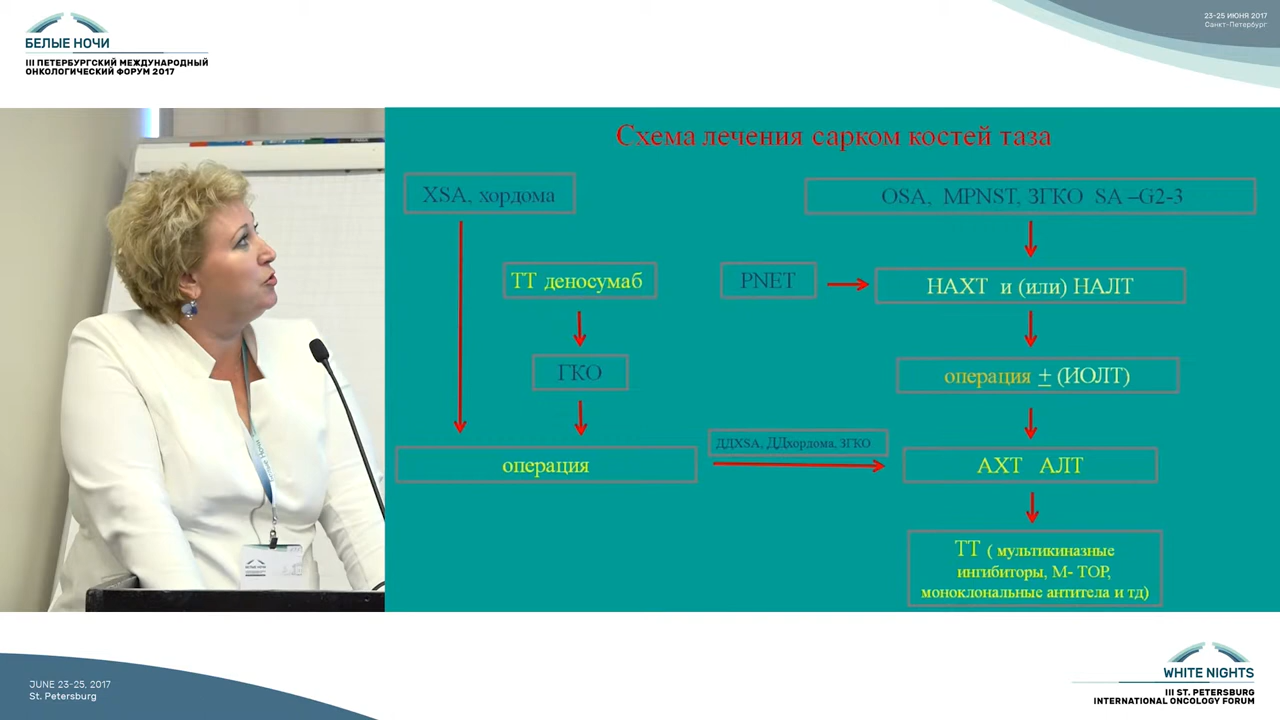 БЕЛЫЕ НОЧИ
III ПЕТЕРБУРГСКИЙ МЕЖДУНАРОДНЫЙ
ОНКОЛОГИЧЕСКИЙ ФОРУМ 2017
23-25 ИЮНЯ 2017
Санкт-Петербург
Схема лечения сарком костей таза
XSA, хордома
OSA, MPNST, ЗГКО SA –G2-3
ТТ деносумаб
PNET
НАХТ и (или) НАЛТ
ГКО
операция ± (ИОЛТ)
ДДXSA, ДДхордома, ЗГКО
операция
АХТ АЛТ
ТТ ( мультикиназные
ингибиторы, М- ТОР,
моноклональные антитела и тд)
JUNE 23-25, 2017
St. Petersburg
WHITE NIGHTS
III ST. PETERSBURG
INTERNATIONAL ONCOLOGY FORUM